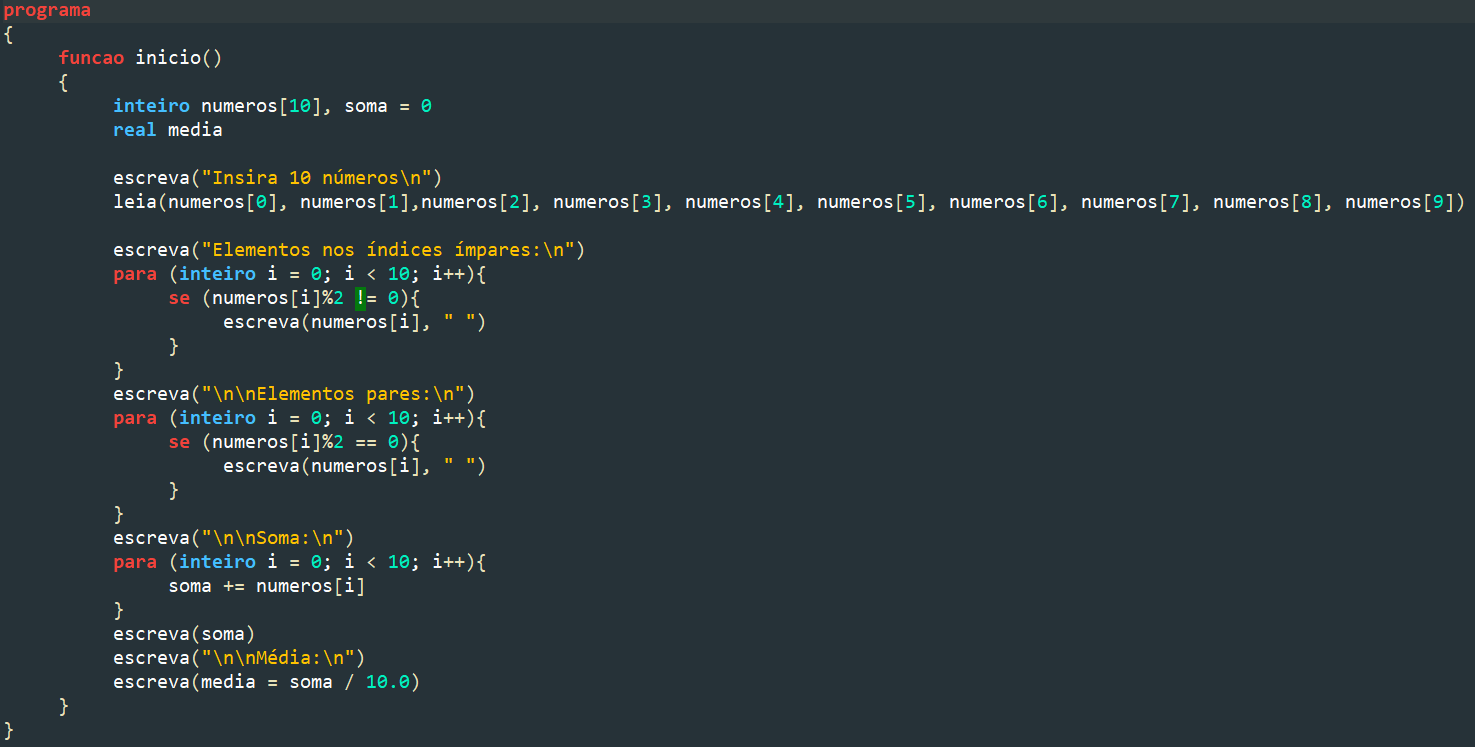 programa
{
funcao inicio()
{
inteiro numeros[10], soma = 0
real media
escreva("Insira 10 números\n")
leia(numeros[0], numeros[1],numeros[2], numeros[3], numeros[4], numeros[5], numeros[6], numeros[7], numeros[8], numeros[9])
escreva("Elementos nos índices ímpares:\n")
para (inteiro i = 0; i < 10; i++){
se (numeros[i]%2 != 0){
escreva(numeros[i], " ")
}
}
escreva("\n\nElementos pares:\n")
para (inteiro i = 0; i < 10; i++){
se (numeros[i]%2 == 0){
escreva(numeros[i], " ")
}
}
escreva("\n\nSoma:\n")
para (inteiro i = 0; i < 10; i++){
soma += numeros[i]
}
escreva(soma)
escreva("\n\nMédia:\n")
escreva(media = soma / 10.0)
}
}